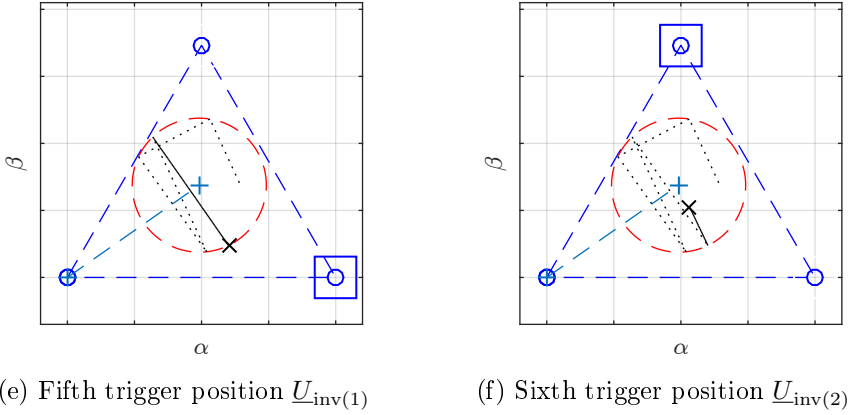 β
α
β
α
(e) Fifth trigger position U_inv(1)
(f) Sixth trigger position U_inv(2)